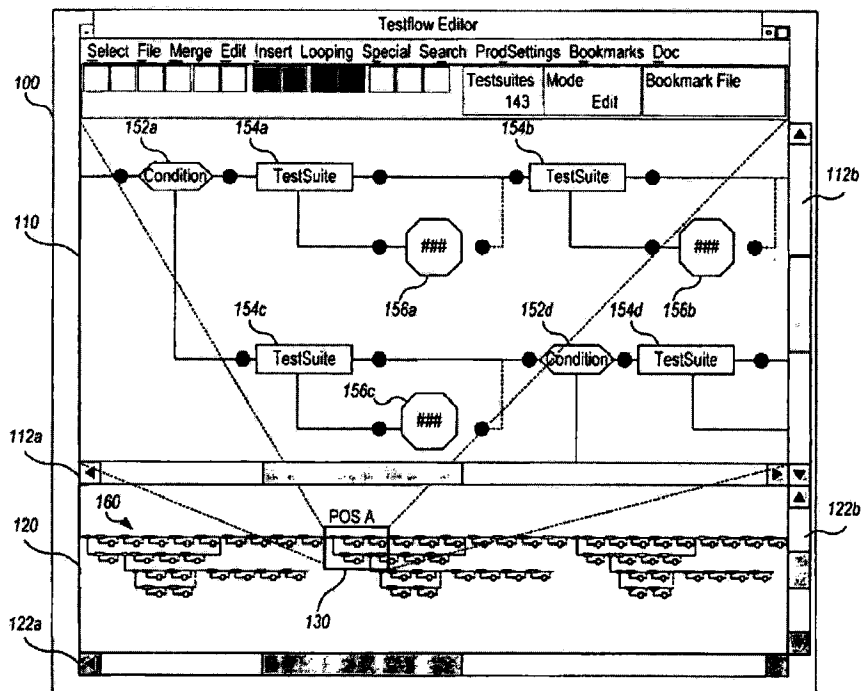 Testflow Editor
Select File Merge Edit Insert Looping Special Search ProdSettings Bookmarks Doc
Testsuites Mode Bookmark File
143 Edit
100
152a 154a 154b
112b
Condition TestSuite TestSuite
110
### ###
156a 156b
154c 152d 154d
TestSuite Condition TestSuite
156c
###
112a
160 POS A 122b
120
130
122a